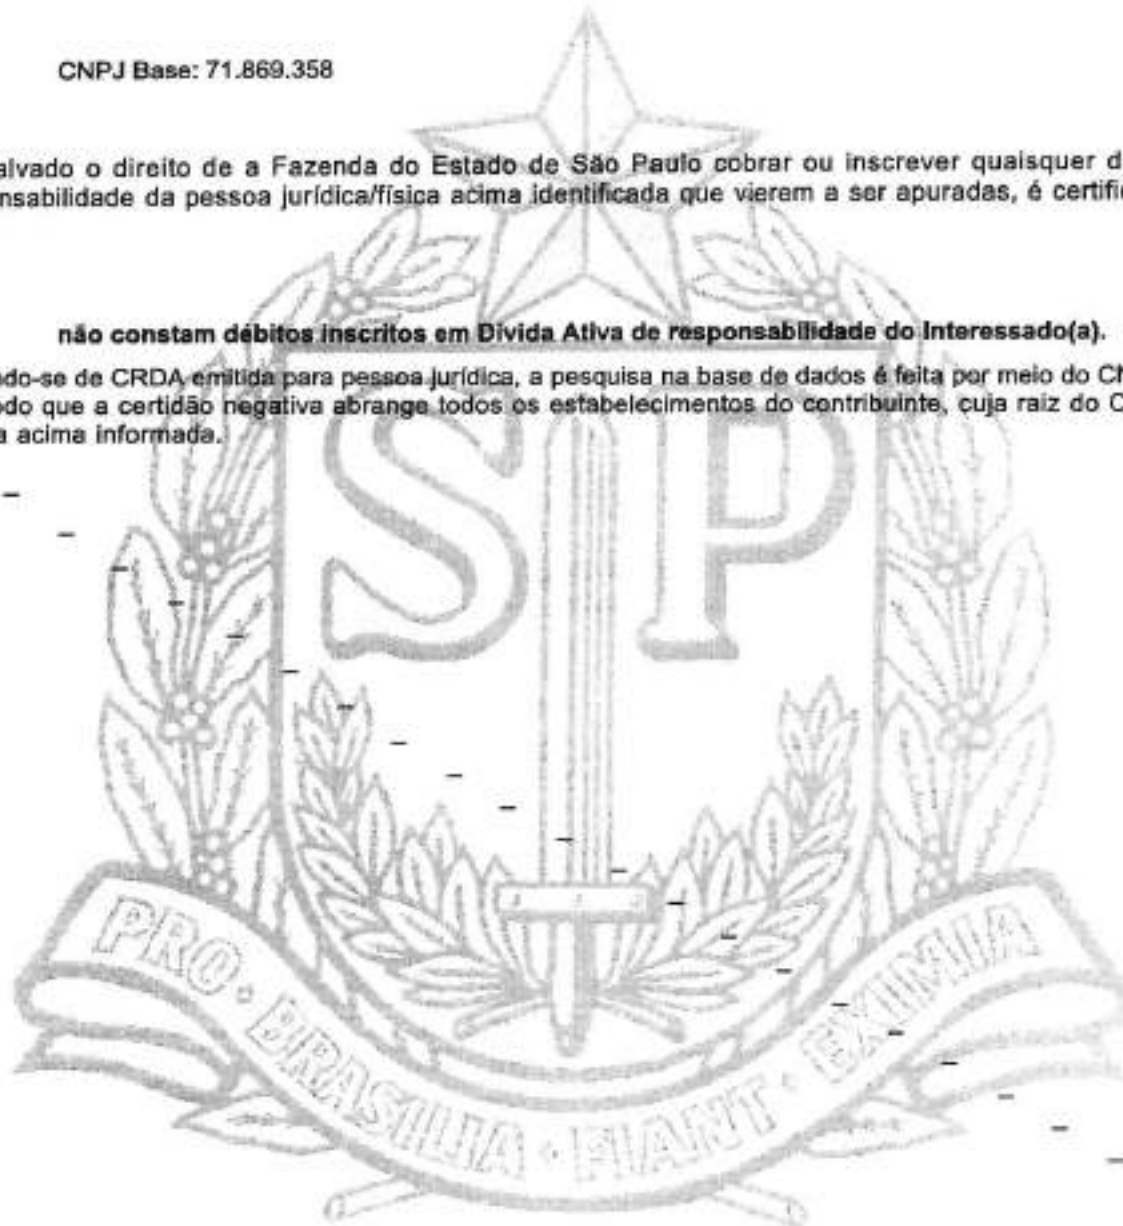 CNPJ Base: 71.869.358
alvado o direito de a Fazenda do Estado de São Paulo cobrar ou inscrever quaisquer d
nsabilidade da pessoa jurídica/física acima identificada que vierem a ser apuradas, é certifi
não constam débitos inscritos em Dívida Ativa de responsabilidade do Interessado(a).
do-se de CRDA emitida para pessoa jurídica, a pesquisa na base de dados é feita por meio do CN
odo que a certidão negativa abrange todos os estabelecimentos do contribuinte, cuja raiz do C
a acima informada.
SP
PRO · BRASILIA · FIANT · EXIMIA